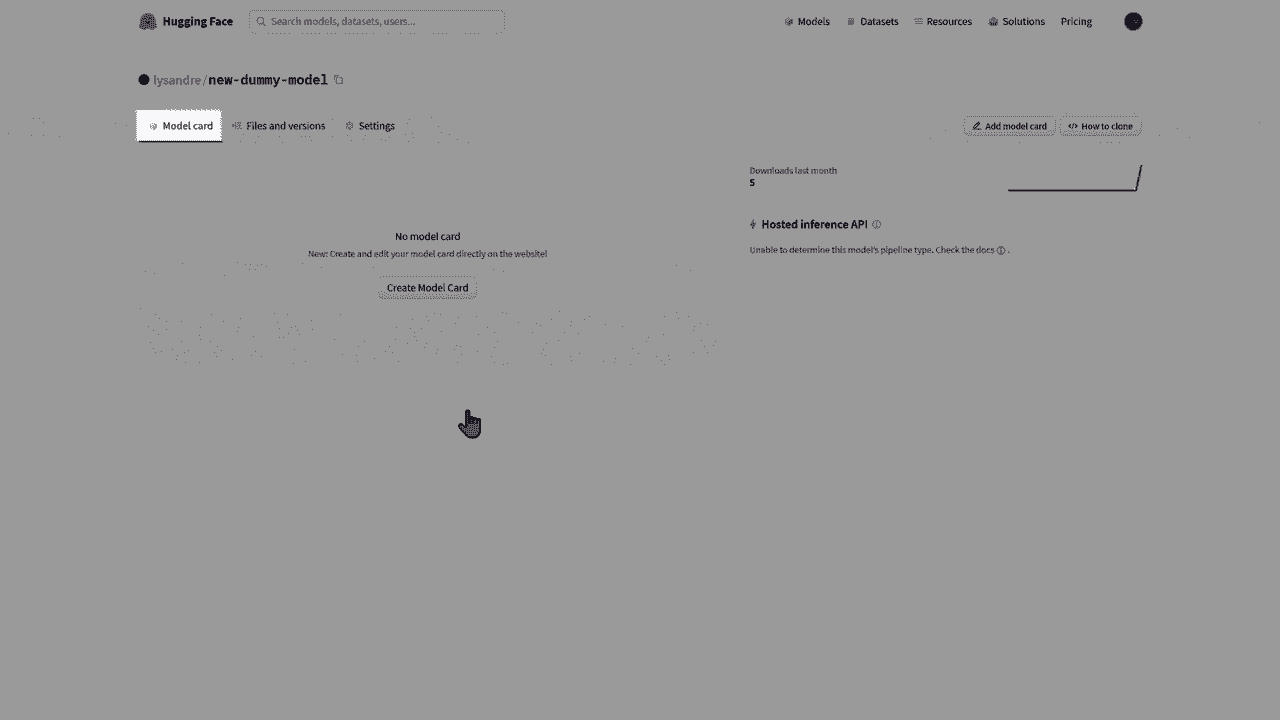 Hugging Face
Search models, datasets, users...
Models
Datasets
Resources
Solutions
Pricing
lysandre/new-dummy-model
Model card
Files and versions
Settings
Add model card
How to clone
Downloads last month
5
No model card
New: Create and edit your model card directly on the website!
Create Model Card
Hosted inference API
Unable to determine this model's pipeline type. Check the docs .